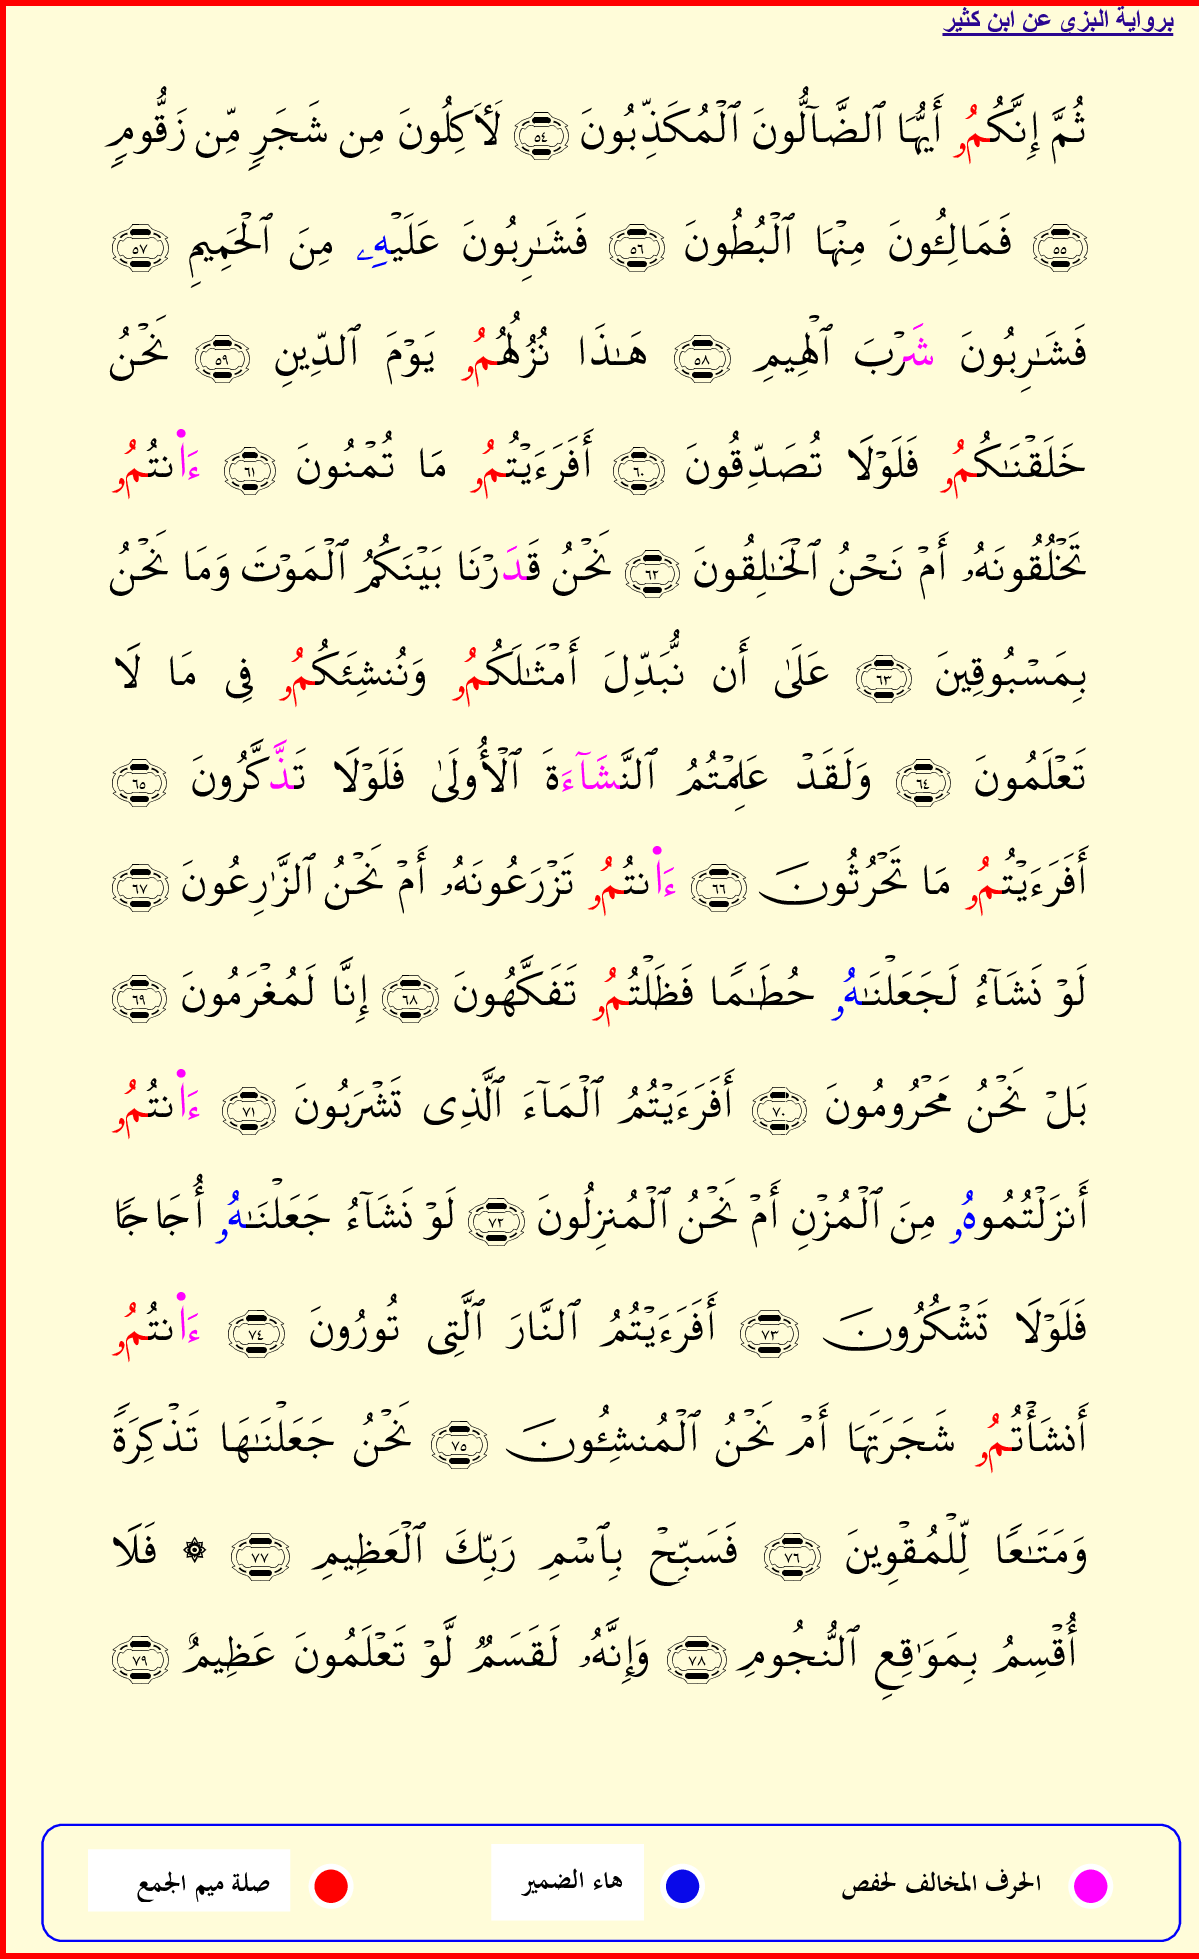 برواية البزي عن ابن كثير
ثُمَّ إِنَّكُمُۥ أَيُّهَا ٱلضَّآلُّونَ ٱلْمُكَذِّبُونَ ٥٤ لَأٓكِلُونَ مِن شَجَرٍ مِّن زَقُّومٍ
٥٥ فَمَالِـُٔونَ مِنْهَا ٱلْبُطُونَ ٥٦ فَشَـٰرِبُونَ عَلَيْهِۦ مِنَ ٱلْحَمِيمِ ٥٧
فَشَـٰرِبُونَ شَرْبَ ٱلْهِيمِ ٥٨ هَـٰذَا نُزُلُهُمُۥ يَوْمَ ٱلدِّينِ ٥٩ نَحْنُ
خَلَقْنَـٰكُمُۥ فَلَوْلَا تُصَدِّقُونَ ٦٠ أَفَرَءَيْتُمُۥ مَا تُمْنُونَ ٦١ ءَا۬نتُمُۥ
تَخْلُقُونَهُۥ أَمْ نَحْنُ ٱلْخَـٰلِقُونَ ٦٢ نَحْنُ قَدَرْنَا بَيْنَكُمُ ٱلْمَوْتَ وَمَا نَحْنُ
بِمَسْبُوقِينَ ٦٣ عَلَىٰ أَن نُّبَدِّلَ أَمْثَـٰلَكُمُۥ وَنُنشِئَكُمُۥ فِى مَا لَا
تَعْلَمُونَ ٦٤ وَلَقَدْ عَلِمْتُمُ ٱلنَّشَآءَةَ ٱلْأُولَىٰ فَلَوْلَا تَذَّكَّرُونَ ٦٥
أَفَرَءَيْتُمُۥ مَا تَحْرُثُونَ ٦٦ ءَا۬نتُمُۥ تَزْرَعُونَهُۥ أَمْ نَحْنُ ٱلزَّٰرِعُونَ ٦٧
لَوْ نَشَآءُ لَجَعَلْنَـٰهُۥ حُطَـٰمًا فَظَلْتُمُۥ تَفَكَّهُونَ ٦٨ إِنَّا لَمُغْرَمُونَ ٦٩
بَلْ نَحْنُ مَحْرُومُونَ ٧٠ أَفَرَءَيْتُمُ ٱلْمَآءَ ٱلَّذِى تَشْرَبُونَ ٧١ ءَا۬نتُمُۥ
أَنزَلْتُمُوهُۥ مِنَ ٱلْمُزْنِ أَمْ نَحْنُ ٱلْمُنزِلُونَ ٧٢ لَوْ نَشَآءُ جَعَلْنَـٰهُۥ أُجَاجًا
فَلَوْلَا تَشْكُرُونَ ٧٣ أَفَرَءَيْتُمُ ٱلنَّارَ ٱلَّتِى تُورُونَ ٧٤ ءَا۬نتُمُۥ
أَنشَأْتُمُۥ شَجَرَتَهَا أَمْ نَحْنُ ٱلْمُنشِـُٔونَ ٧٥ نَحْنُ جَعَلْنَـٰهَا تَذْكِرَةً
وَمَتَـٰعًا لِّلْمُقْوِينَ ٧٦ فَسَبِّحْ بِٱسْمِ رَبِّكَ ٱلْعَظِيمِ ٧٧ ۞ فَلَا
أُقْسِمُ بِمَوَٰقِعِ ٱلنُّجُومِ ٧٨ وَإِنَّهُۥ لَقَسَمٌ لَّوْ تَعْلَمُونَ عَظِيمٌ ٧٩
الحرف المخالف لحفص
هاء الضمير
صلة ميم الجمع